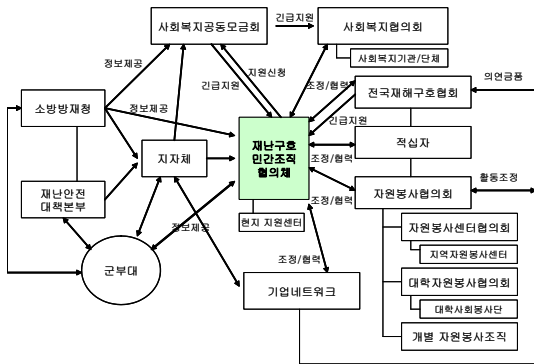 사회복지공동모금회
긴급지원
사회복지협의회
사회복지기관/단체
정보제공
지원신청
긴급지원
조정/협력
의연금품
소방방재청
정보제공
전국재해구호협회
긴급지원
지자체
재난구호
민간조직
협의체
적십자
조정/협력
재난안전
대책본부
자원봉사협의회
활동조정
조정/협력
정보제공
현지 지원센터
자원봉사센터협의회
지역자원봉사센터
군부대
조정/협력
기업네트워크
대학자원봉사협의회
대학사회봉사단
개별 자원봉사조직